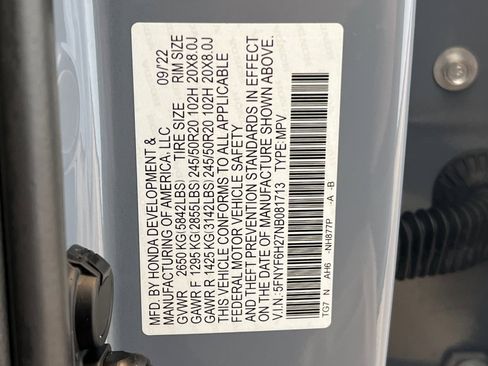 MFD. BY HONDA DEVELOPMENT &
MANUFACTURING OF AMERICA, LLC 09/22
GVWR 2650 KG(5842LBS) TIRE SIZE RIM SIZE
GAWR F 1295 KG(2855LBS) 245/50R20 102H 20X8.0J
GAWR R 1425 KG(3142LBS) 245/50R20 102H 20X8.0J
THIS VEHICLE CONFORMS TO ALL APPLICABLE
FEDERAL MOTOR VEHICLE SAFETY
AND THEFT PREVENTION STANDARDS IN EFFECT
ON THE DATE OF MANUFACTURE SHOWN ABOVE.
V.I.N. 5FNYF6H27NB081713 TYPE:MPV
TG7 N AH6 -NH877P -A -B